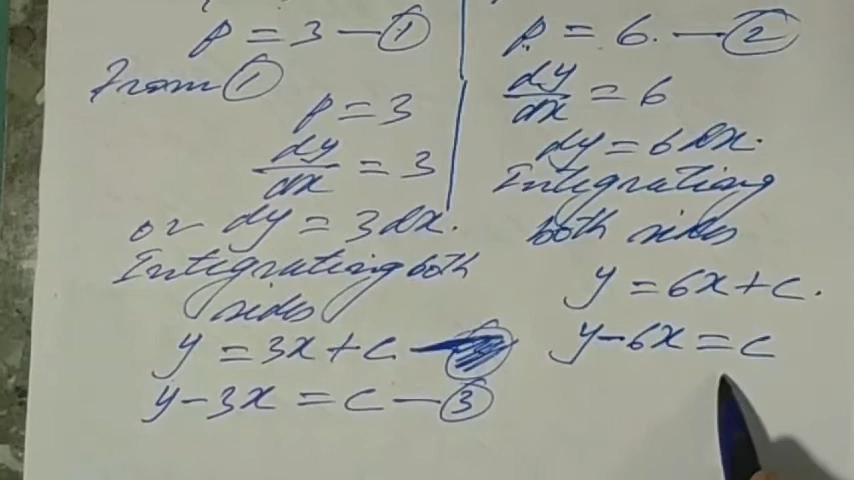 p = 3 — ①
From ①
p = 3
dy/dx = 3
or dy = 3dx.
Integrating both
sides
y = 3x + c —
y - 3x = c — ③
p. = 6. — ②
dy/dx = 6
dy = 6dx.
Integrationg
both sides
y = 6x + c.
y - 6x = c